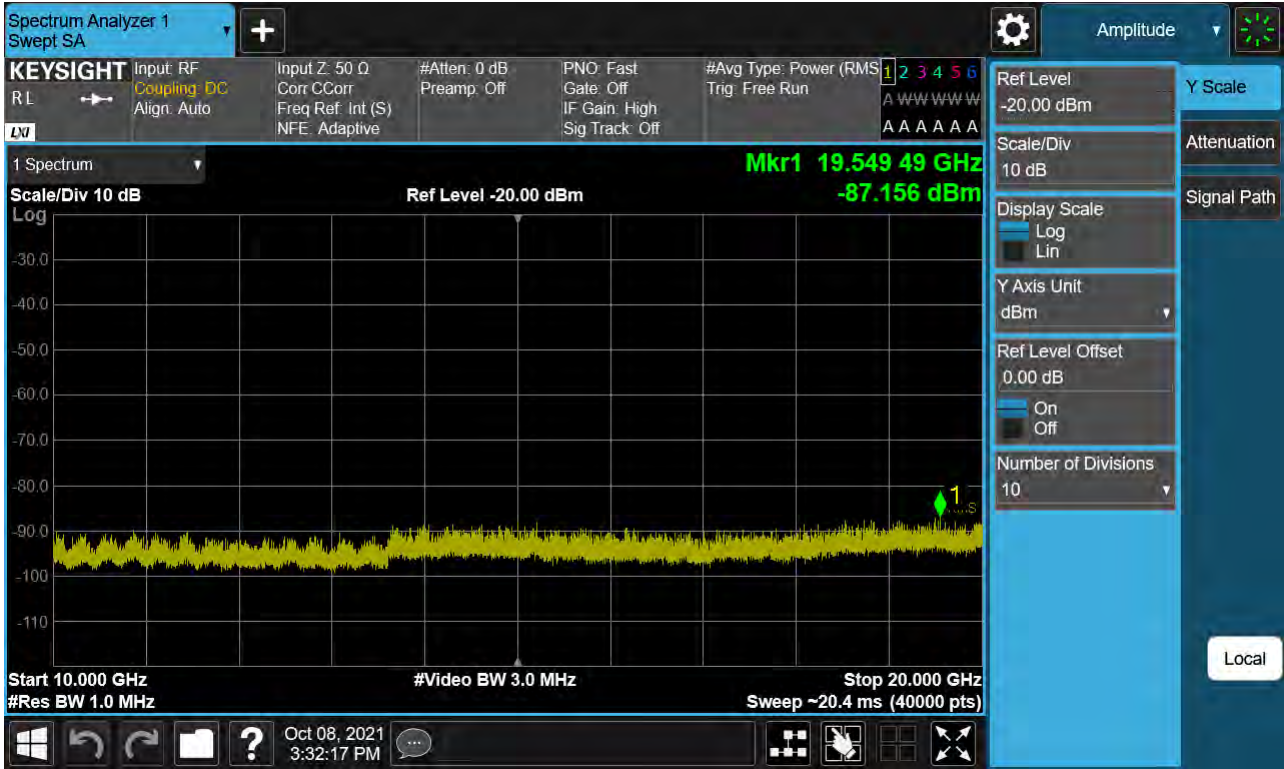 Spectrum Analyzer 1
Swept SA
Amplitude
KEYSIGHT
RL
LXI
Input: RF
Coupling: DC
Align: Auto
Input Z: 50 Ω
Corr CCorr
Freq Ref: Int (S)
NFE: Adaptive
#Atten: 0 dB
Preamp: Off
PNO: Fast
Gate: Off
IF Gain: High
Sig Track: Off
#Avg Type: Power (RMS
Trig: Free Run
1 2 3 4 5 6
A W W W W W
A A A A A A
1 Spectrum
Mkr1 19.549 49 GHz
Scale/Div 10 dB
Ref Level -20.00 dBm
-87.156 dBm
Log
-30.0
-40.0
-50.0
-60.0
-70.0
-80.0
1
-90.0
-100
-110
Start 10.000 GHz
#Video BW 3.0 MHz
Stop 20.000 GHz
#Res BW 1.0 MHz
Sweep ~20.4 ms (40000 pts)
Ref Level
-20.00 dBm
Scale/Div
10 dB
Display Scale
Log
Lin
Y Axis Unit
dBm
Ref Level Offset
0.00 dB
On
Off
Number of Divisions
10
Y Scale
Attenuation
Signal Path
Local
?
Oct 08, 2021
3:32:17 PM